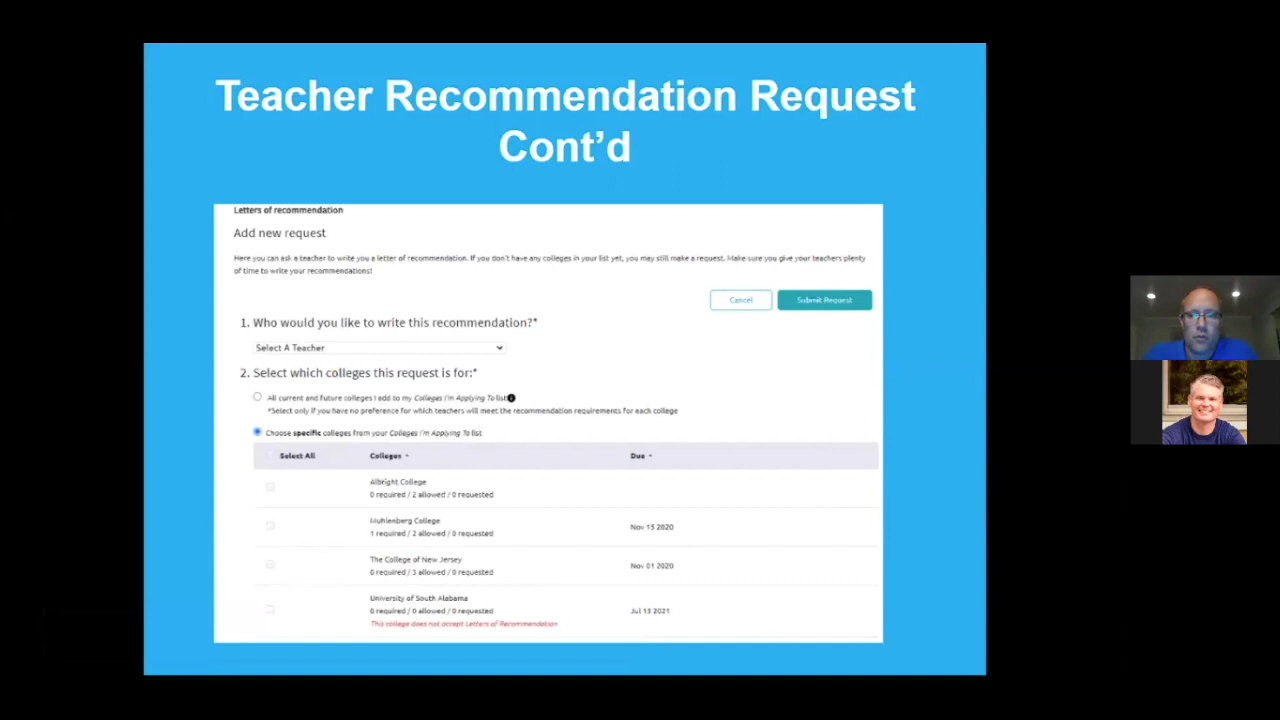 Teacher Recommendation Request
Cont'd
Letters of recommendation
Add new request
Here you can ask a teacher to write you a letter of recommendation. If you don't have any colleges in your list yet, you may still make a request. Make sure you give your teachers plenty
of time to write your recommendations!
Cancel Submit Request
1. Who would you like to write this recommendation?*
Select A Teacher
2. Select which colleges this request is for:*
All current and future colleges I add to my Colleges I'm Applying To list
*Select only if you have no preference for which teachers will meet the recommendation requirements for each college
Choose specific colleges from your Colleges I'm Applying To list
Select All Colleges Due
Albright College
0 required / 2 allowed / 0 requested
Muhlenberg College
1 required / 2 allowed / 0 requested
Nov 15 2020
The College of New Jersey
0 required / 3 allowed / 0 requested
Nov 01 2020
University of South Alabama
0 required / 0 allowed / 0 requested
Jul 15 2021
This college does not accept Letters of Recommendation